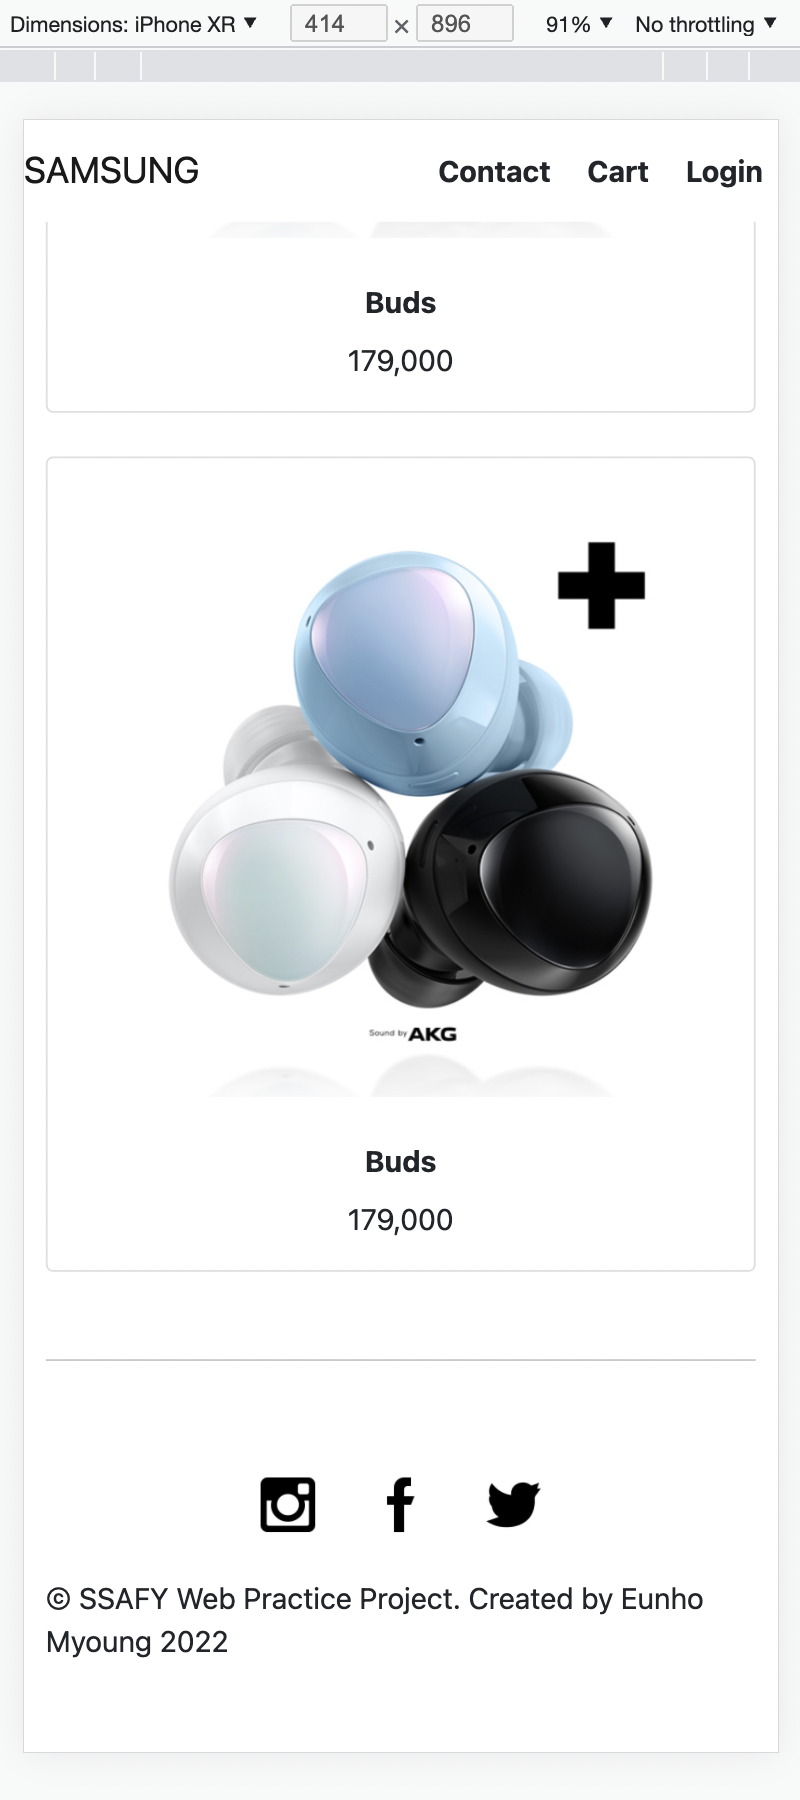 Dimensions: iPhone XR ▼ 414 × 896 91% ▼ No throttling ▼
SAMSUNG Contact Cart Login
Buds
179,000
Sound by AKG
Buds
179,000
© SSAFY Web Practice Project. Created by Eunho
Myoung 2022